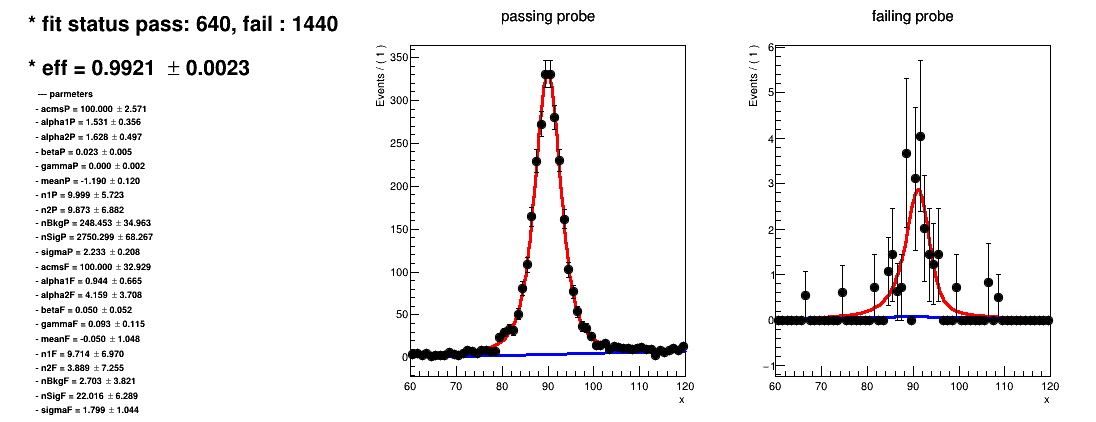 * fit status pass: 640, fail : 1440
* eff = 0.9921 ± 0.0023
--- parmeters
- acmsP = 100.000 ± 2.571
- alpha1P = 1.531 ± 0.356
- alpha2P = 1.628 ± 0.497
- betaP = 0.023 ± 0.005
- gammaP = 0.000 ± 0.002
- meanP = -1.190 ± 0.120
- n1P = 9.999 ± 5.723
- n2P = 9.873 ± 6.882
- nBkgP = 248.453 ± 34.963
- nSigP = 2750.299 ± 68.267
- sigmaP = 2.233 ± 0.208
- acmsF = 100.000 ± 32.929
- alpha1F = 0.944 ± 0.665
- alpha2F = 4.159 ± 3.708
- betaF = 0.050 ± 0.052
- gammaF = 0.093 ± 0.115
- meanF = -0.050 ± 1.048
- n1F = 9.714 ± 6.970
- n2F = 3.889 ± 7.255
- nBkgF = 2.703 ± 3.821
- nSigF = 22.016 ± 6.289
- sigmaF = 1.799 ± 1.044
passing probe
Events / ( 1 )
350
300
250
200
150
100
50
0
60 70 80 90 100 110 120
x
failing probe
Events / ( 1 )
6
5
4
3
2
1
0
−1
60 70 80 90 100 110 120
x